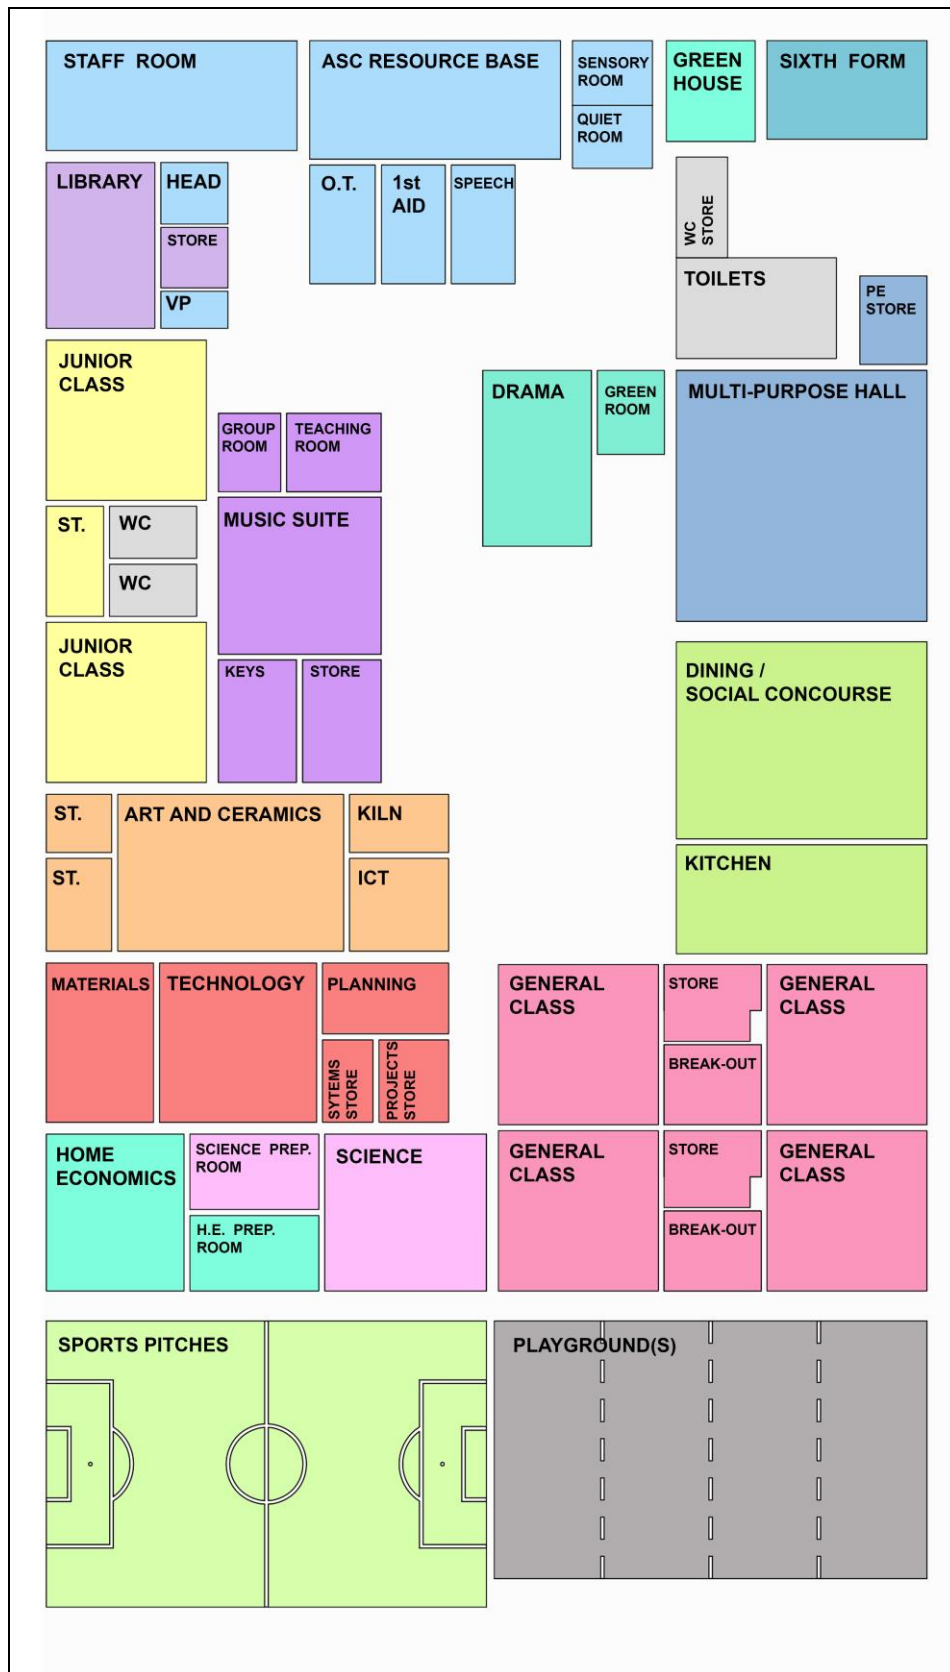 STAFF ROOM
ASC RESOURCE BASE
SENSORY
ROOM
QUIET
ROOM
GREEN
HOUSE
SIXTH FORM
LIBRARY
HEAD
STORE
VP
O.T.
1st
AID
SPEECH
WC
STORE
TOILETS
PE
STORE
JUNIOR
CLASS
GROUP
ROOM
TEACHING
ROOM
DRAMA
GREEN
ROOM
MULTI-PURPOSE HALL
ST.
WC
WC
MUSIC SUITE
JUNIOR
CLASS
KEYS
STORE
DINING /
SOCIAL CONCOURSE
ST.
ART AND CERAMICS
KILN
ST.
ICT
KITCHEN
MATERIALS
TECHNOLOGY
PLANNING
SYTEMS
STORE
PROJECTS
STORE
GENERAL
CLASS
STORE
BREAK-OUT
GENERAL
CLASS
HOME
ECONOMICS
SCIENCE PREP.
ROOM
H.E. PREP.
ROOM
SCIENCE
GENERAL
CLASS
STORE
BREAK-OUT
GENERAL
CLASS
SPORTS PITCHES
PLAYGROUND(S)